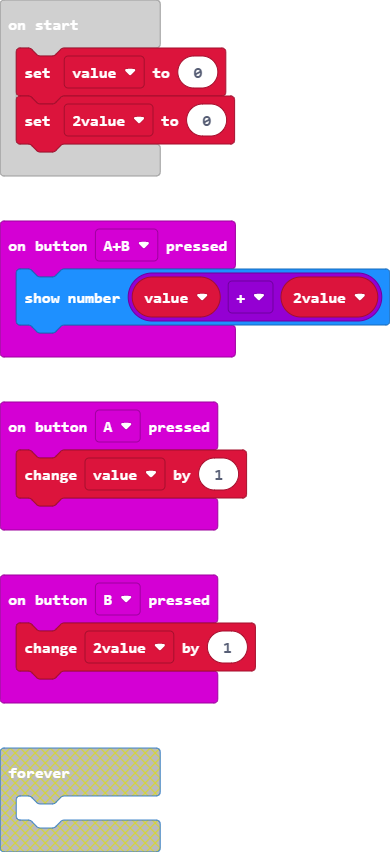 on start
set value to 0
set 2value to 0
on button A+B pressed
show number value + 2value
on button A pressed
change value by 1
on button B pressed
change 2value by 1
forever